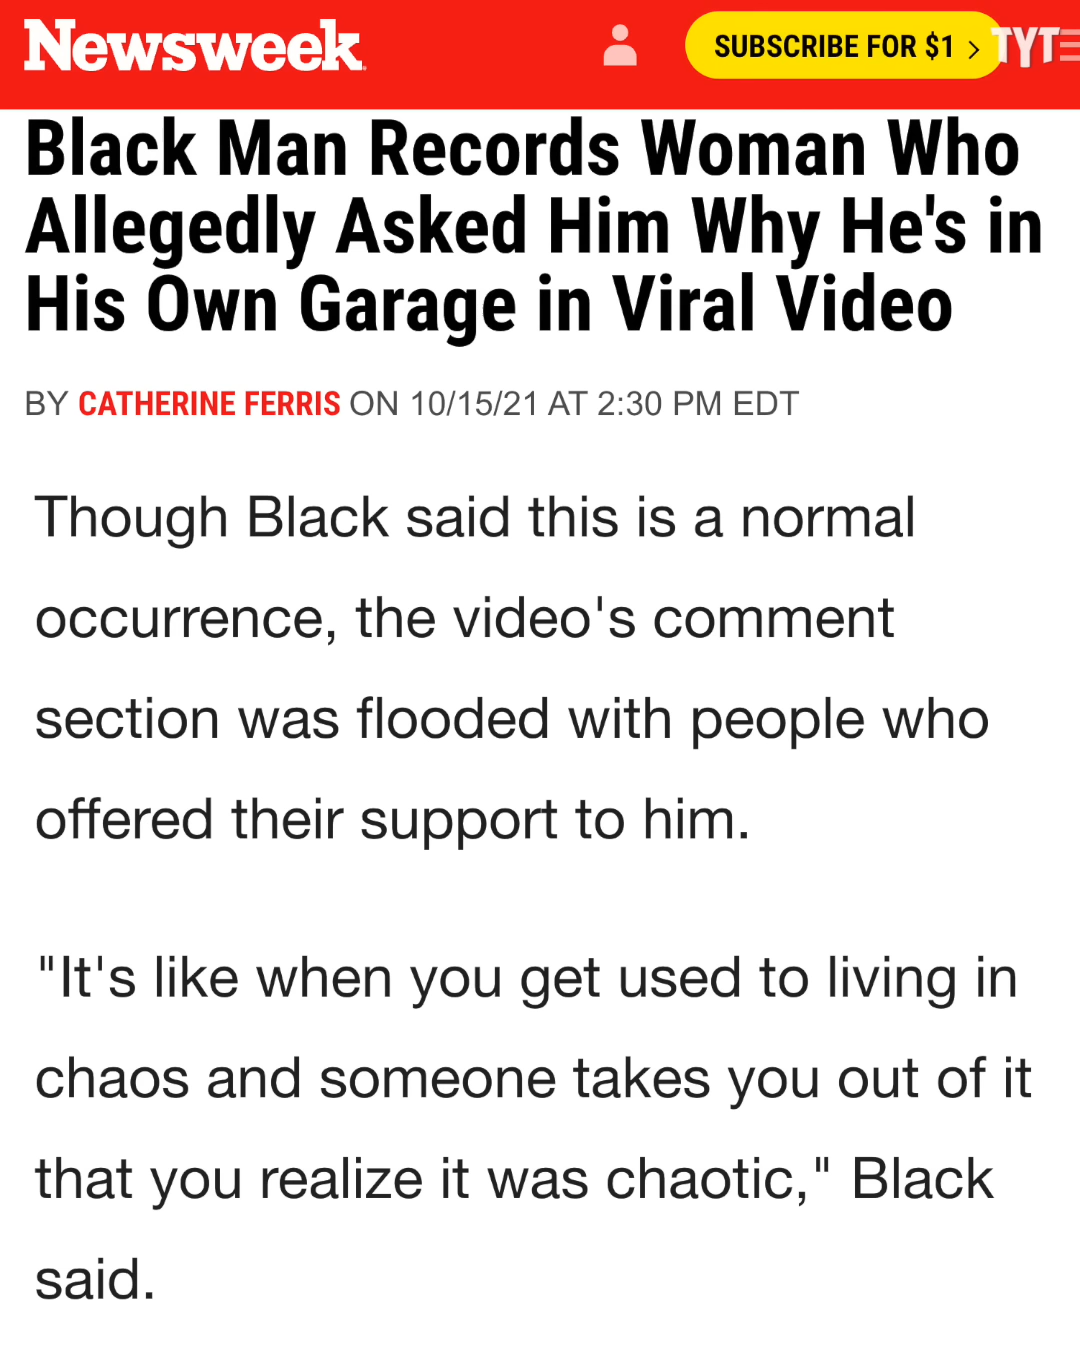 Newsweek
SUBSCRIBE FOR $1 >
TYT
Black Man Records Woman Who
Allegedly Asked Him Why He's in
His Own Garage in Viral Video
BY CATHERINE FERRIS ON 10/15/21 AT 2:30 PM EDT
Though Black said this is a normal
occurrence, the video's comment
section was flooded with people who
offered their support to him.
"It's like when you get used to living in
chaos and someone takes you out of it
that you realize it was chaotic," Black
said.